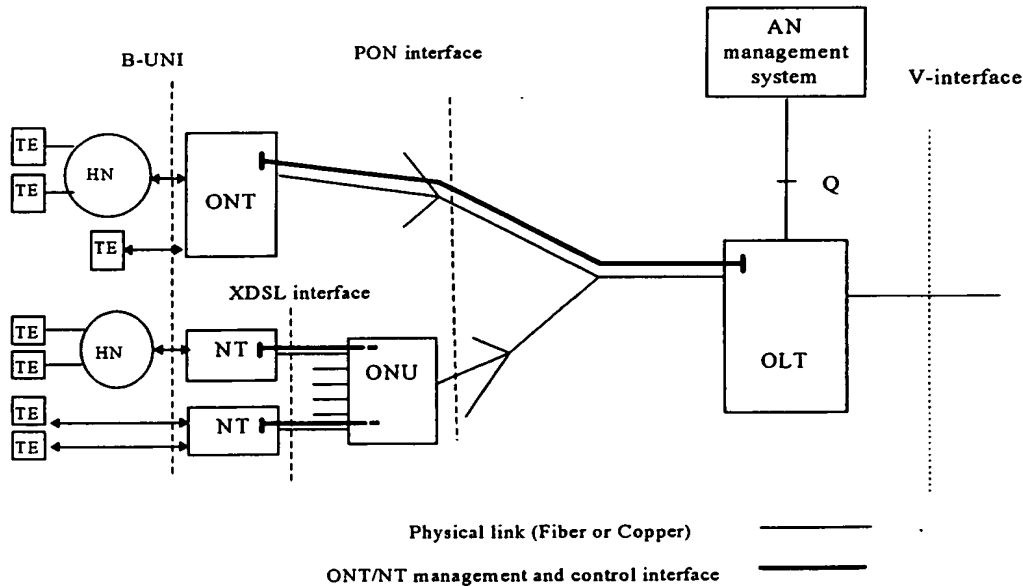 AN
management
system
PON interface
B-UNI
V-interface
TE
HN
TE
ONT
Q
TE
XDSL interface
TE
HN
TE
NT
ONU
OLT
TE
NT
TE
Physical link (Fiber or Copper)
ONT/NT management and control interface